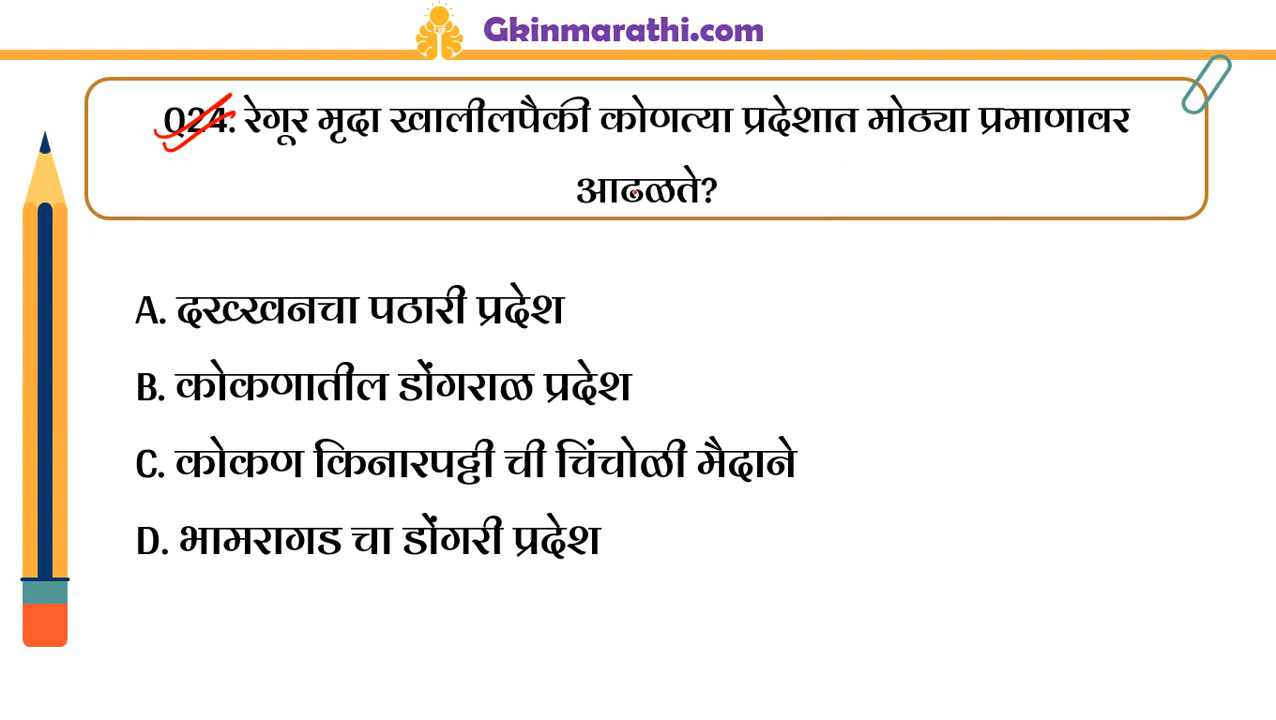 Gkinmarathi.com
Q24. रेगूर मृदा खालीलपैकी कोणत्या प्रदेशात मोठ्या प्रमाणावर
आढळते?
A. दख्खनचा पठारी प्रदेश
B. कोकणातील डोंगराळ प्रदेश
C. कोकण किनारपट्टी ची चिंचोळी मैदाने
D. भामरागड चा डोंगरी प्रदेश